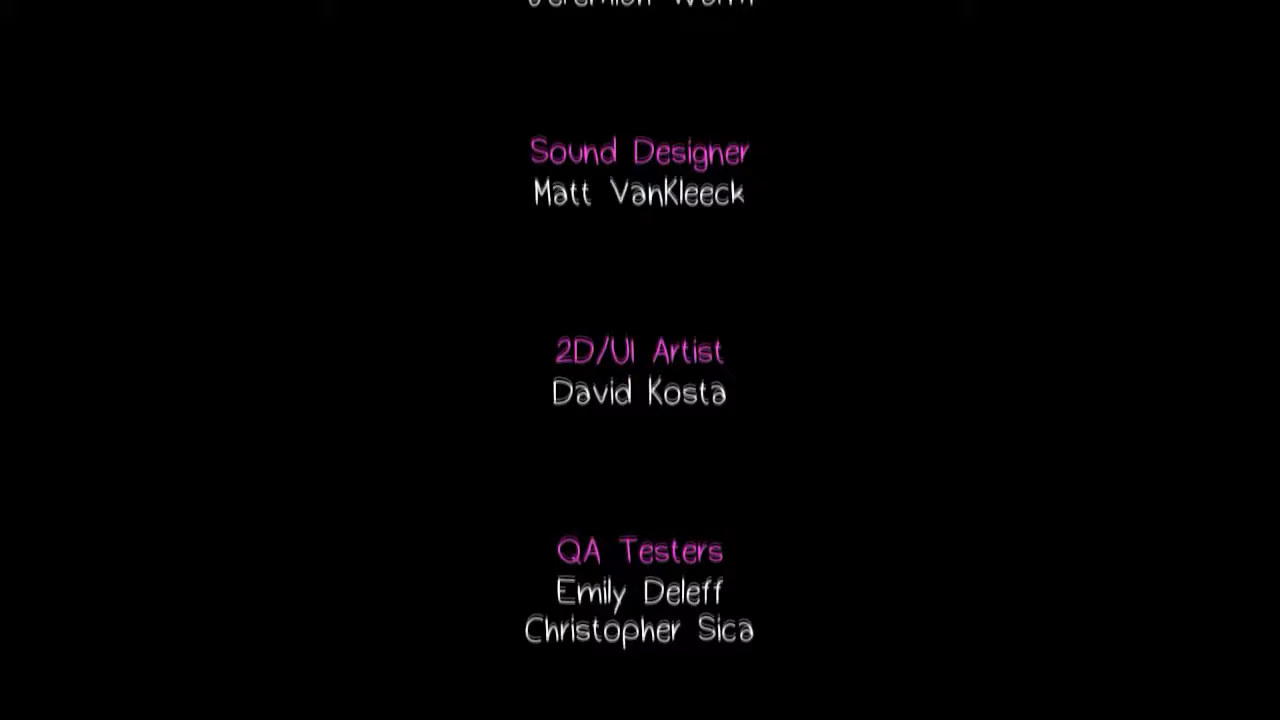 Sound Designer
Matt VanKleeck
2D/UI Artist
David Kosta
QA Testers
Emily Deleff
Christopher Sica